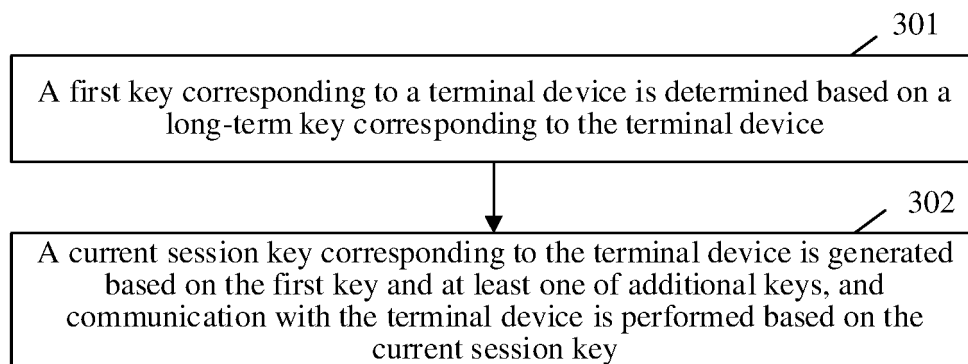 301
A first key corresponding to a terminal device is determined based on a
long-term key corresponding to the terminal device
302
A current session key corresponding to the terminal device is generated
based on the first key and at least one of additional keys, and
communication with the terminal device is performed based on the
current session key